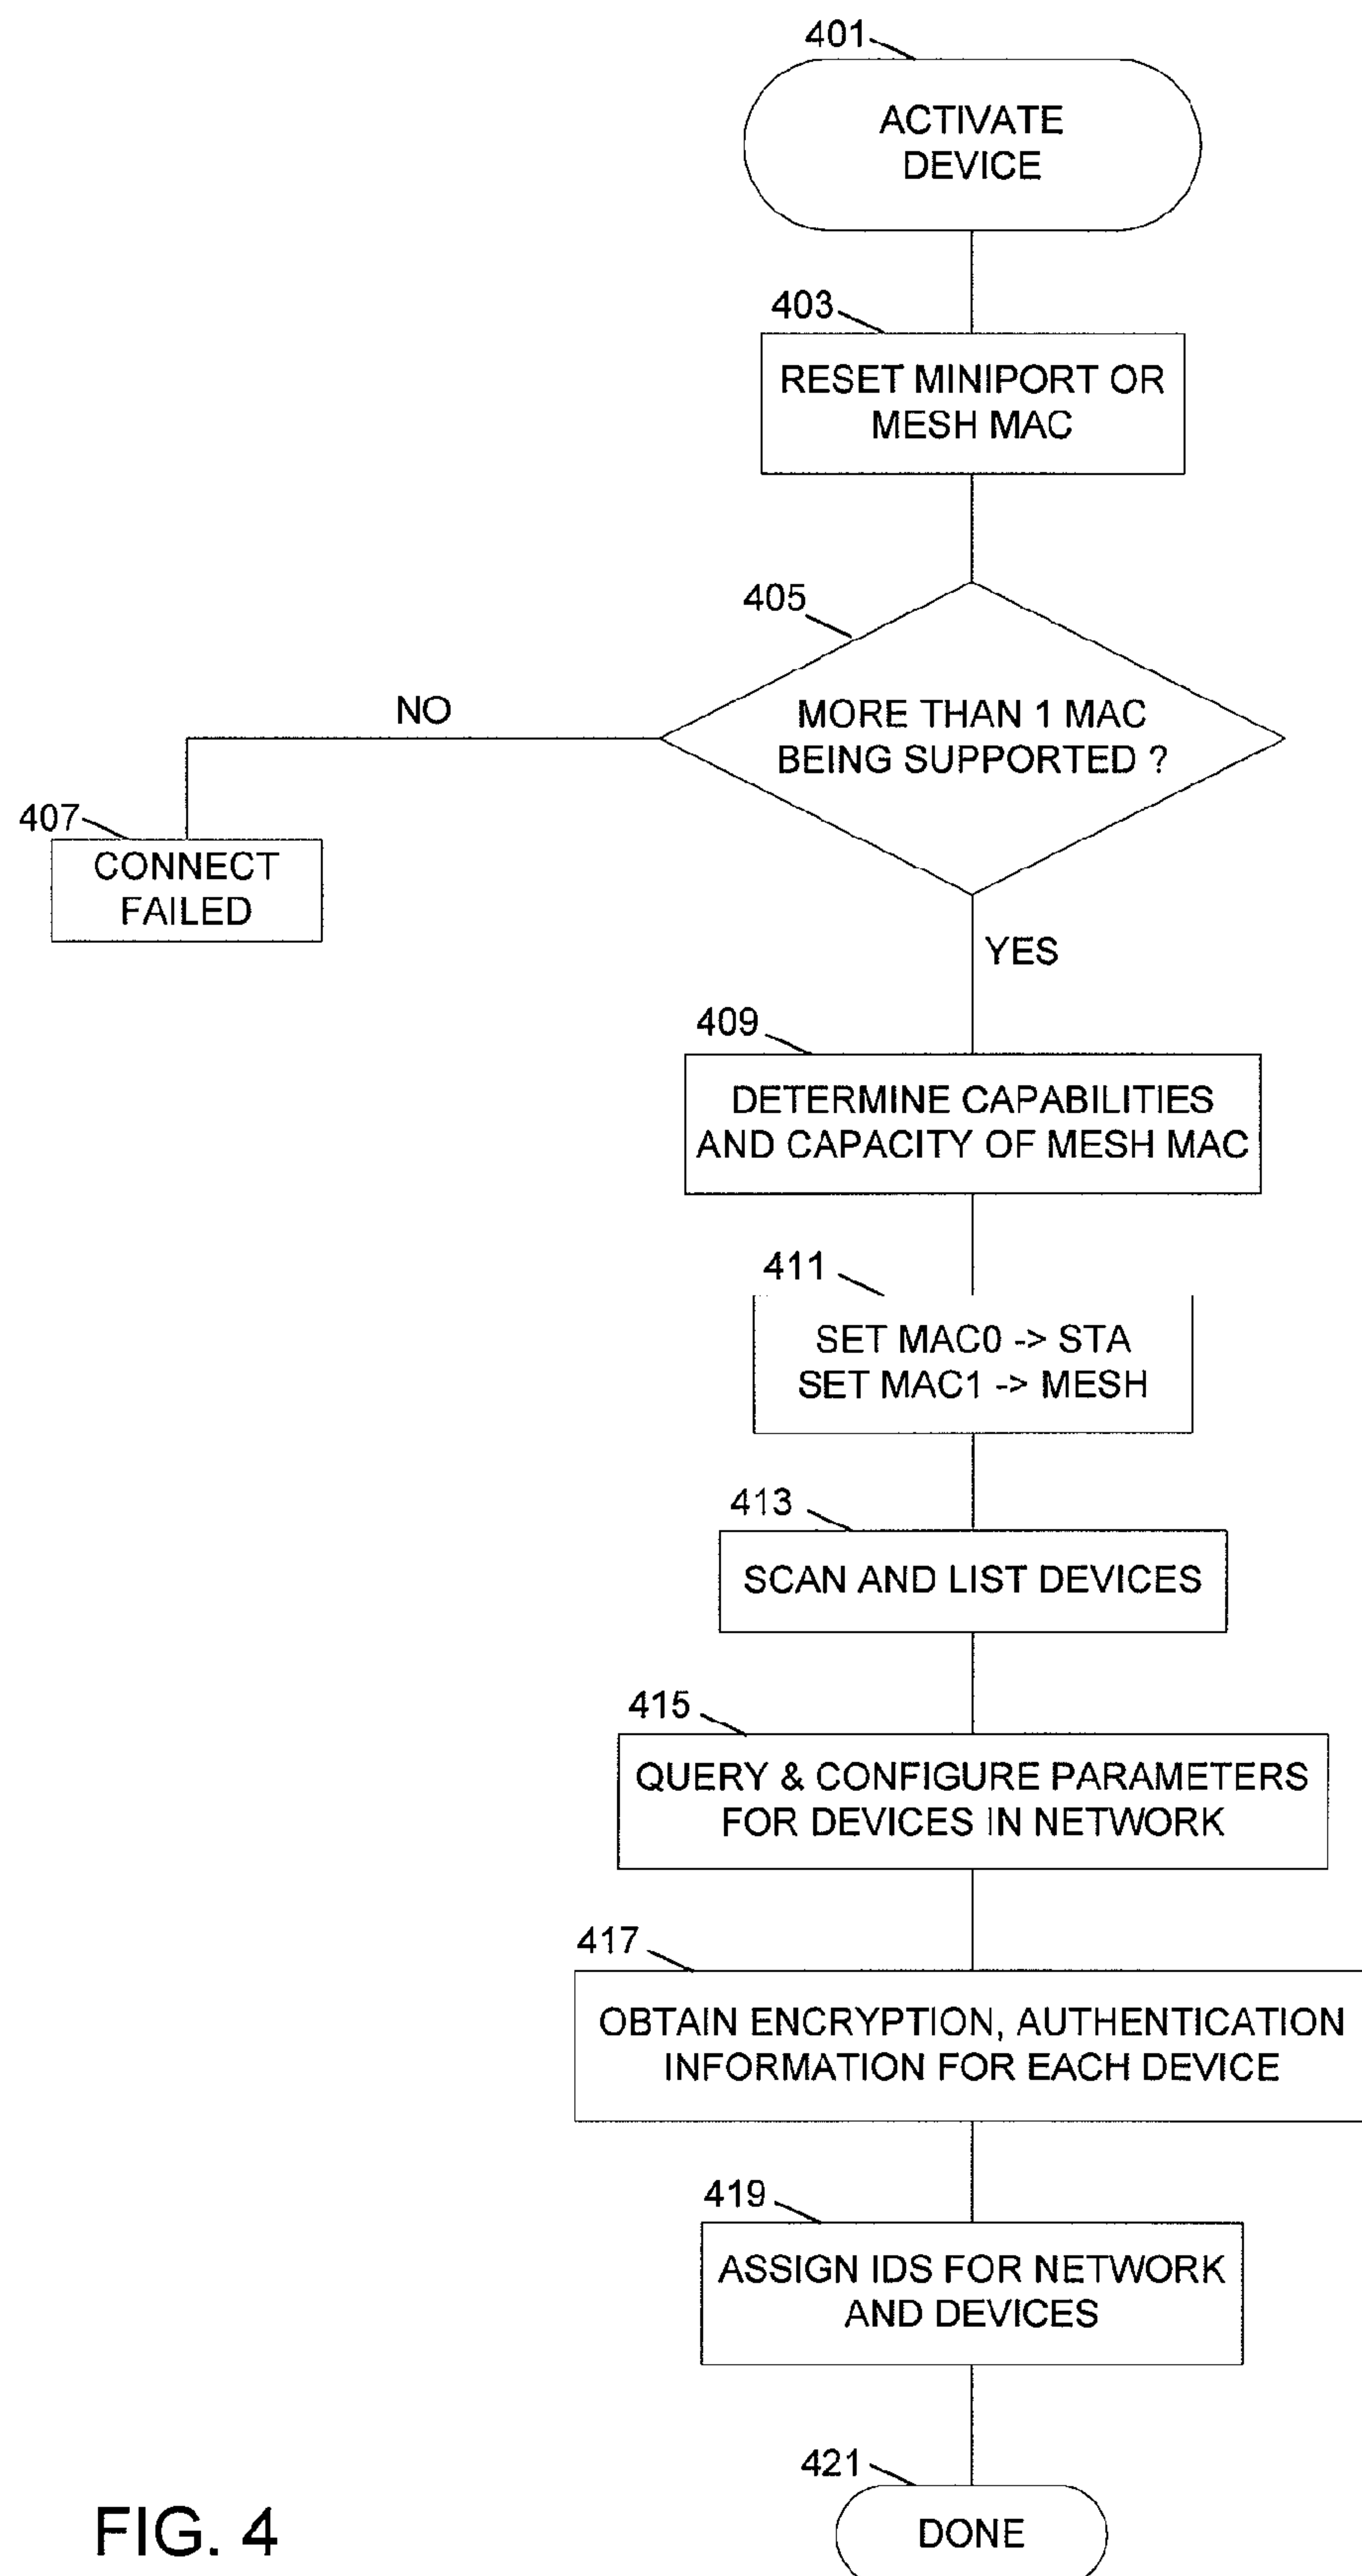 401
ACTIVATE
DEVICE
403
RESET MINIPORT OR
MESH MAC
405
MORE THAN 1 MAC
BEING SUPPORTED ?
NO
407
CONNECT
FAILED
YES
409
DETERMINE CAPABILITIES
AND CAPACITY OF MESH MAC
411
SET MAC0 -> STA
SET MAC1 -> MESH
413
SCAN AND LIST DEVICES
415
QUERY & CONFIGURE PARAMETERS
FOR DEVICES IN NETWORK
417
OBTAIN ENCRYPTION, AUTHENTICATION
INFORMATION FOR EACH DEVICE
419
ASSIGN IDS FOR NETWORK
AND DEVICES
421
DONE
FIG. 4